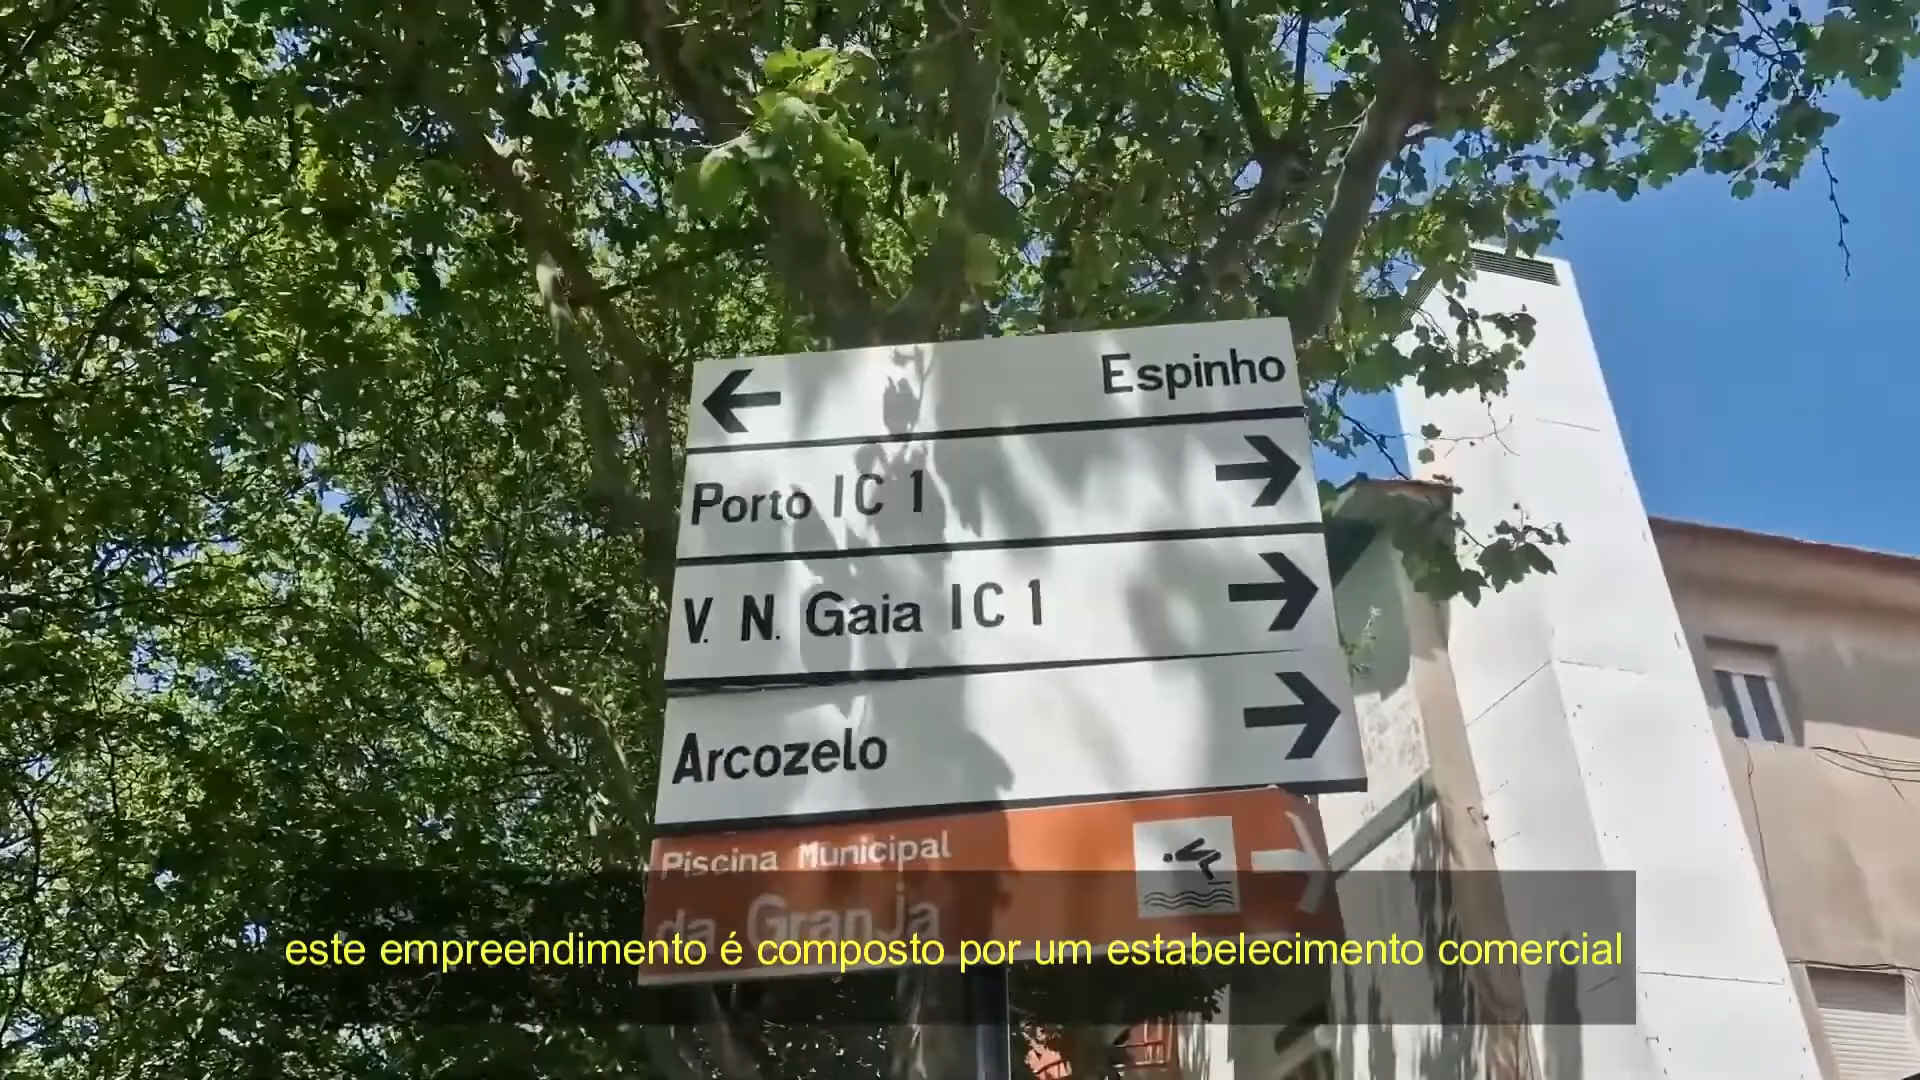 Espinho
Porto IC 1
V. N. Gaia IC 1
Arcozelo
Piscina Municipal
da Granja
este empreendimento é composto por um estabelecimento comercial